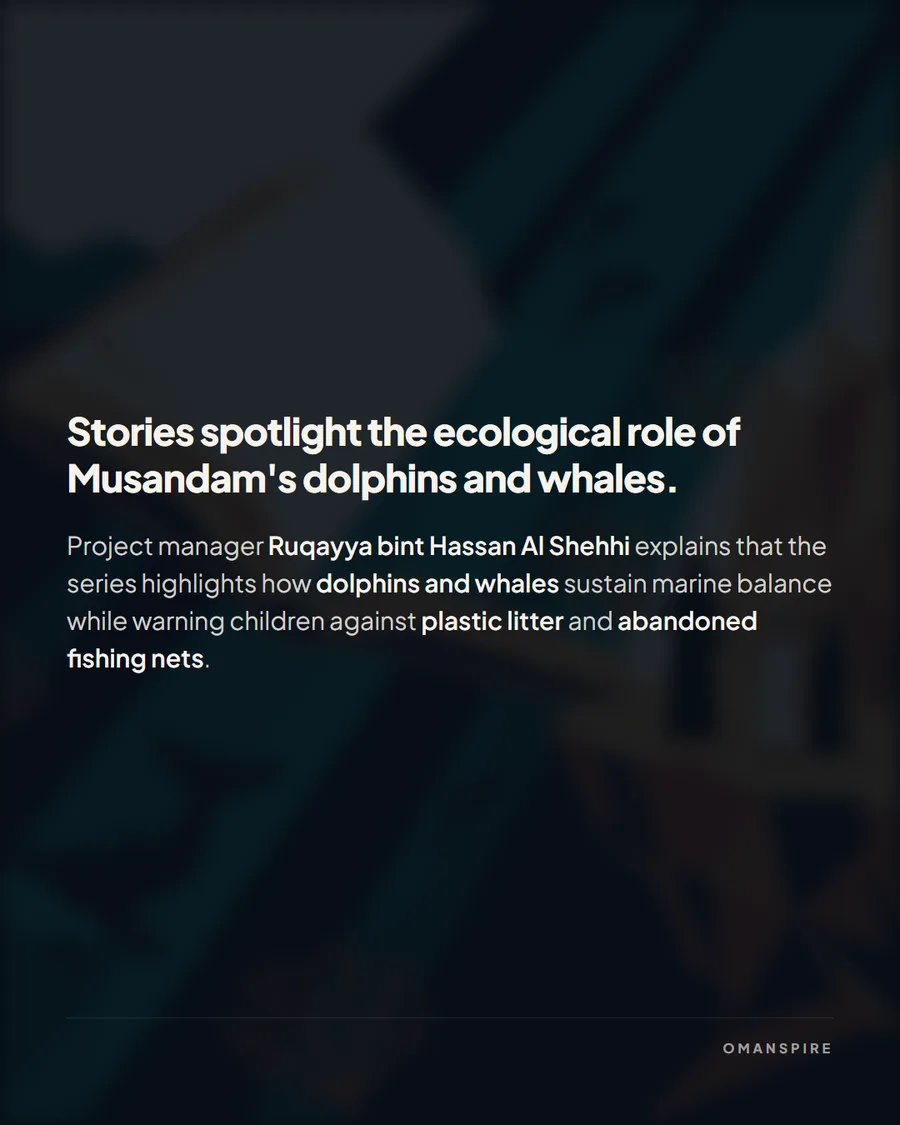 Stories spotlight the ecological role of
Musandam's dolphins and whales.
Project manager Ruqayya bint Hassan Al Shehhi explains that the
series highlights how dolphins and whales sustain marine balance
while warning children against plastic litter and abandoned
fishing nets.
OMANSPIRE